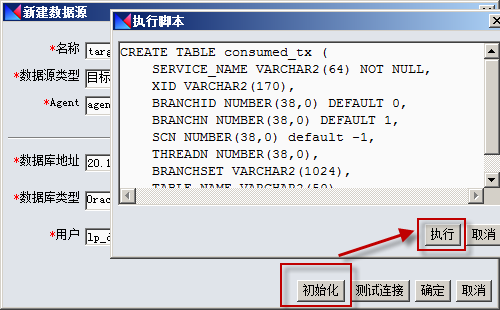 新建数据源
执行脚本
*名称 targ
*数据源类型 目标
*Agent agen
*数据库地址 20.1
*数据库类型 Orac
*用户 lp_d
CREATE TABLE consumed_tx (
SERVICE_NAME VARCHAR2(64) NOT NULL,
XID VARCHAR2(170),
BRANCHID NUMBER(38,0) DEFAULT 0,
BRANCHN NUMBER(38,0) DEFAULT 1,
SCN NUMBER(38,0) default -1,
THREADN NUMBER(38,0),
BRANCHSET VARCHAR2(1024),
TABLE_NAME VARCHAR2(50)
执行 取消
初始化 测试连接 确定 取消